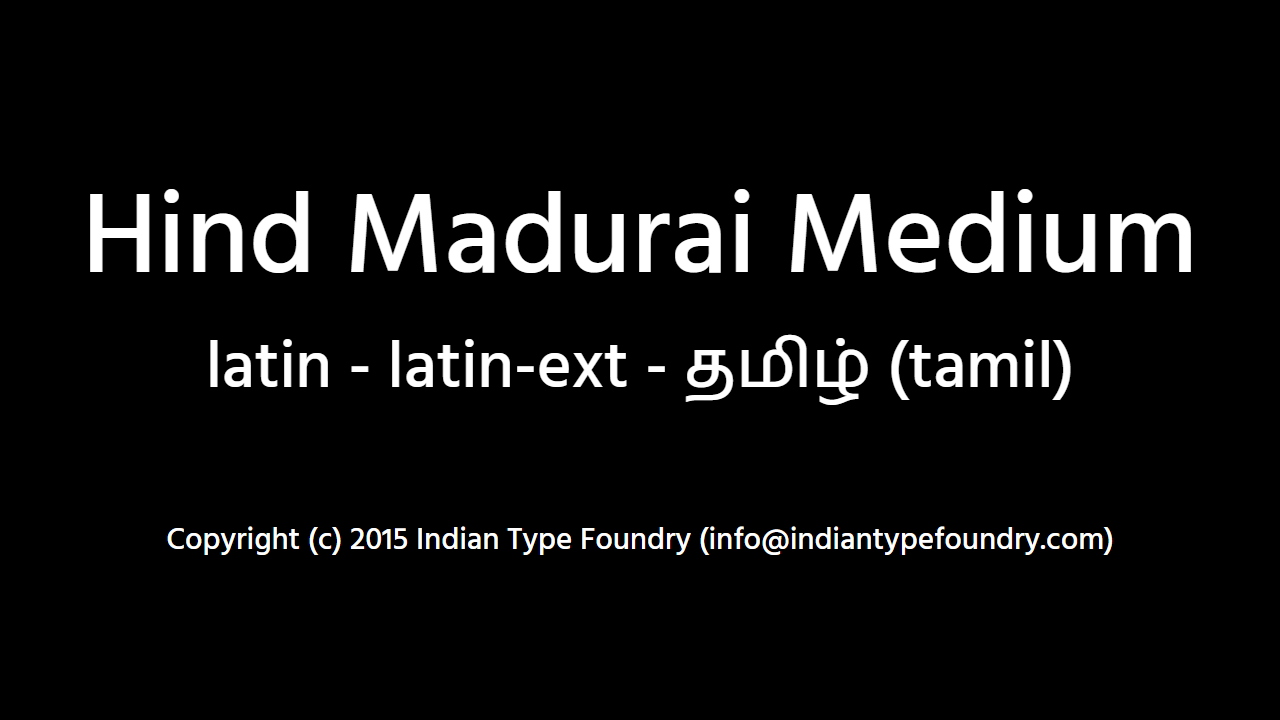 Hind Madurai Medium
latin - latin-ext - தமிழ் (tamil)
Copyright (c) 2015 Indian Type Foundry (info@indiantypefoundry.com)